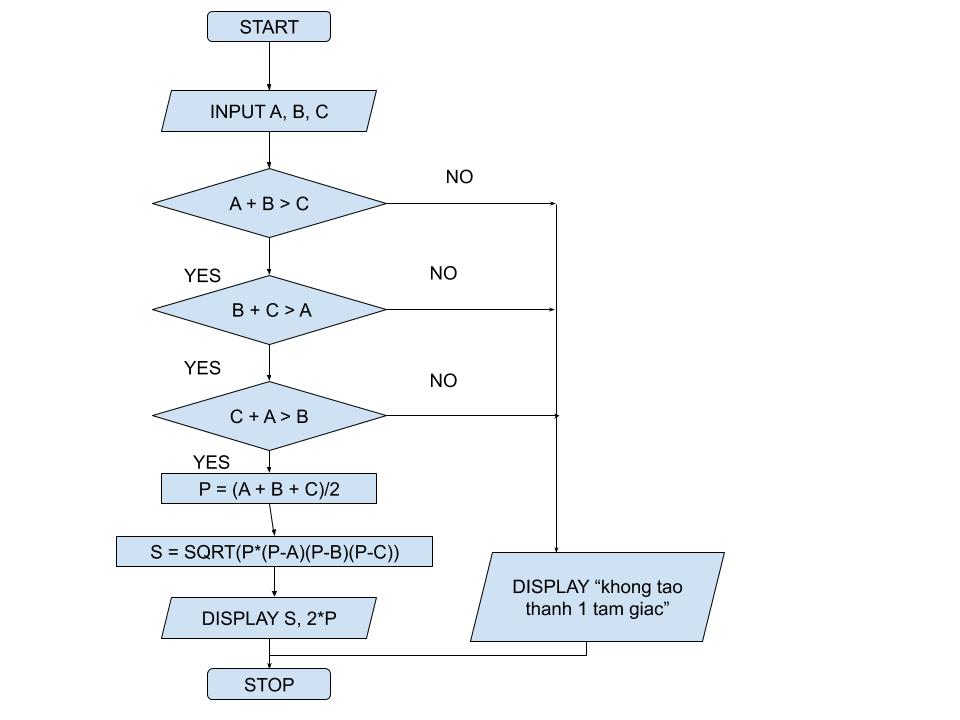 START
INPUT A, B, C
NO
A + B > C
YES
NO
B + C > A
YES
NO
C + A > B
YES
P = (A + B + C)/2
S = SQRT(P*(P-A)(P-B)(P-C))
DISPLAY “khong tao
thanh 1 tam giac”
DISPLAY S, 2*P
STOP